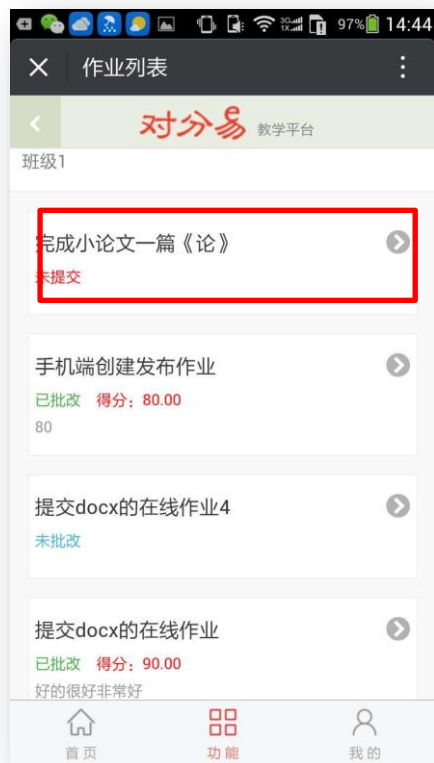 3G 1X 97% 14:44
作业列表
对分易 教学平台
班级1
完成小论文一篇《论》
未提交
手机端创建发布作业
已批改 得分：80.00
80
提交docx的在线作业4
未批改
提交docx的在线作业
已批改 得分：90.00
好的很好非常好
首页 功能 我的